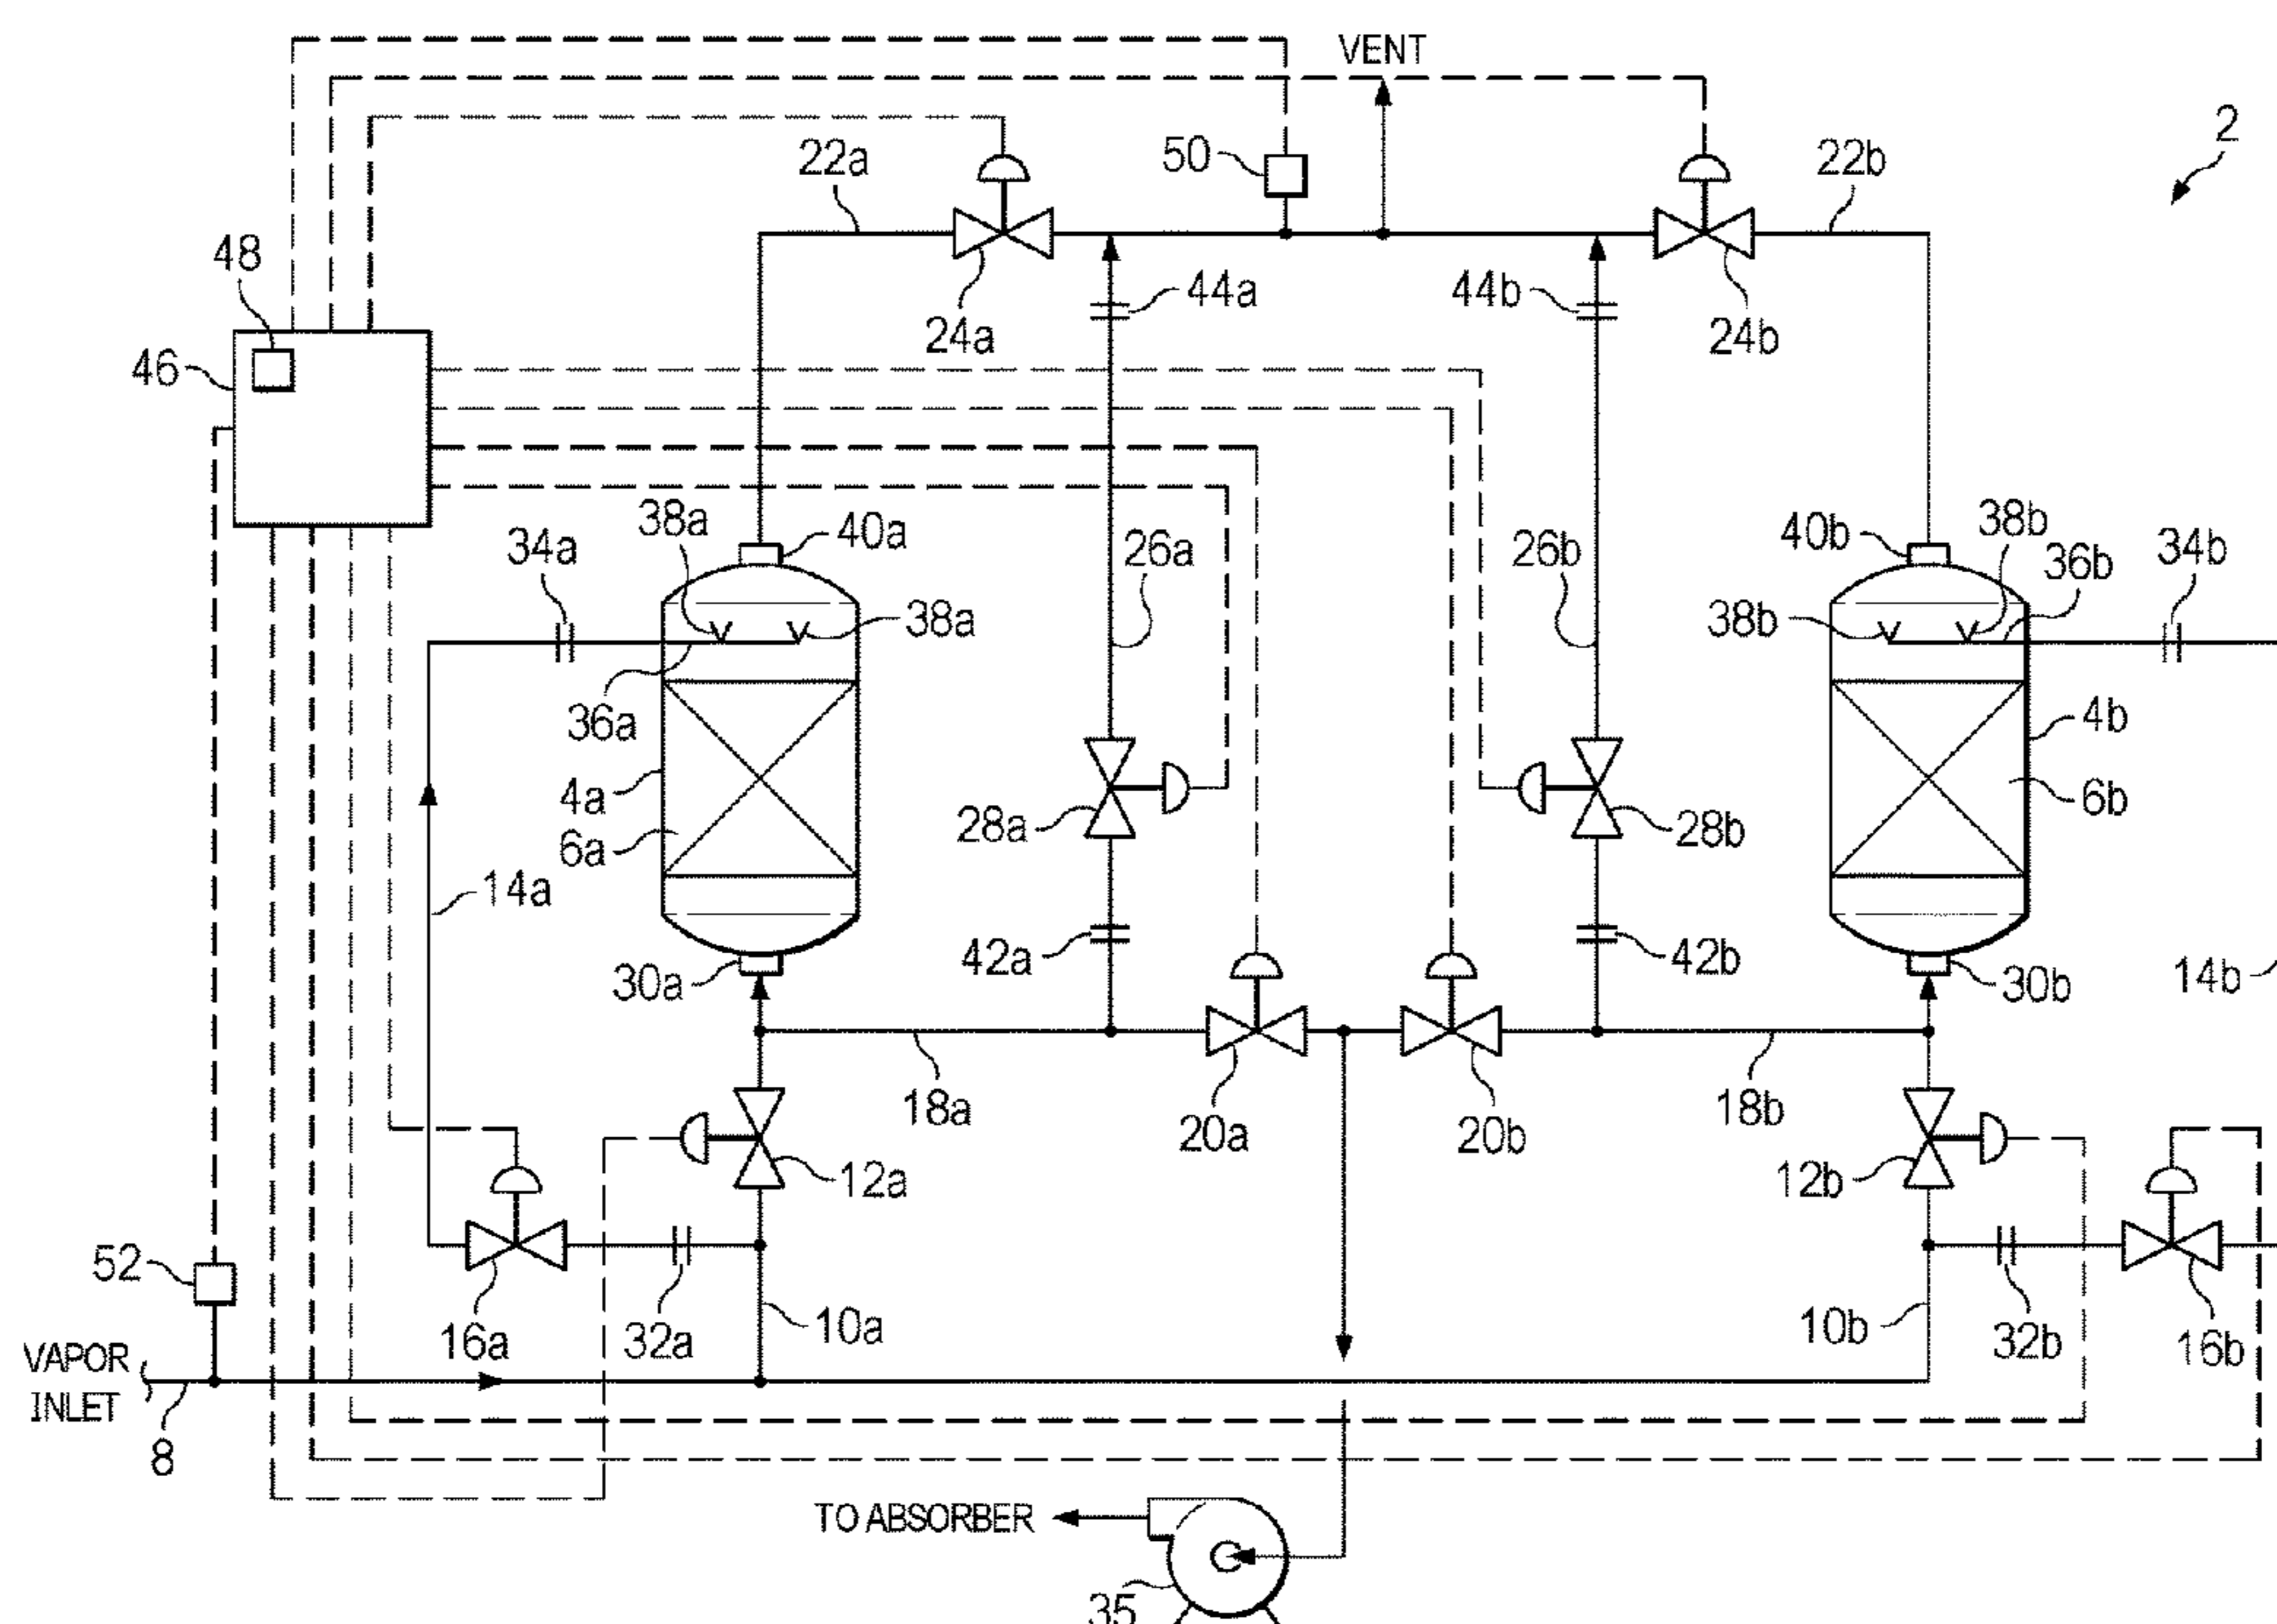 VENT
2
50
22a
22b
48
44a
44b
24a
24b
46
38a
40a
34a
26a
26b
40b
38b
34b
36b
38a
38b
36a
4b
4a
28a
28b
6b
6a
14a
42a
42b
30a
30b
14b
18a
18b
20a
20b
12a
12b
52
10a
10b
16a
32a
32b
16b
VAPOR
INLET
8
TO ABSORBER
35